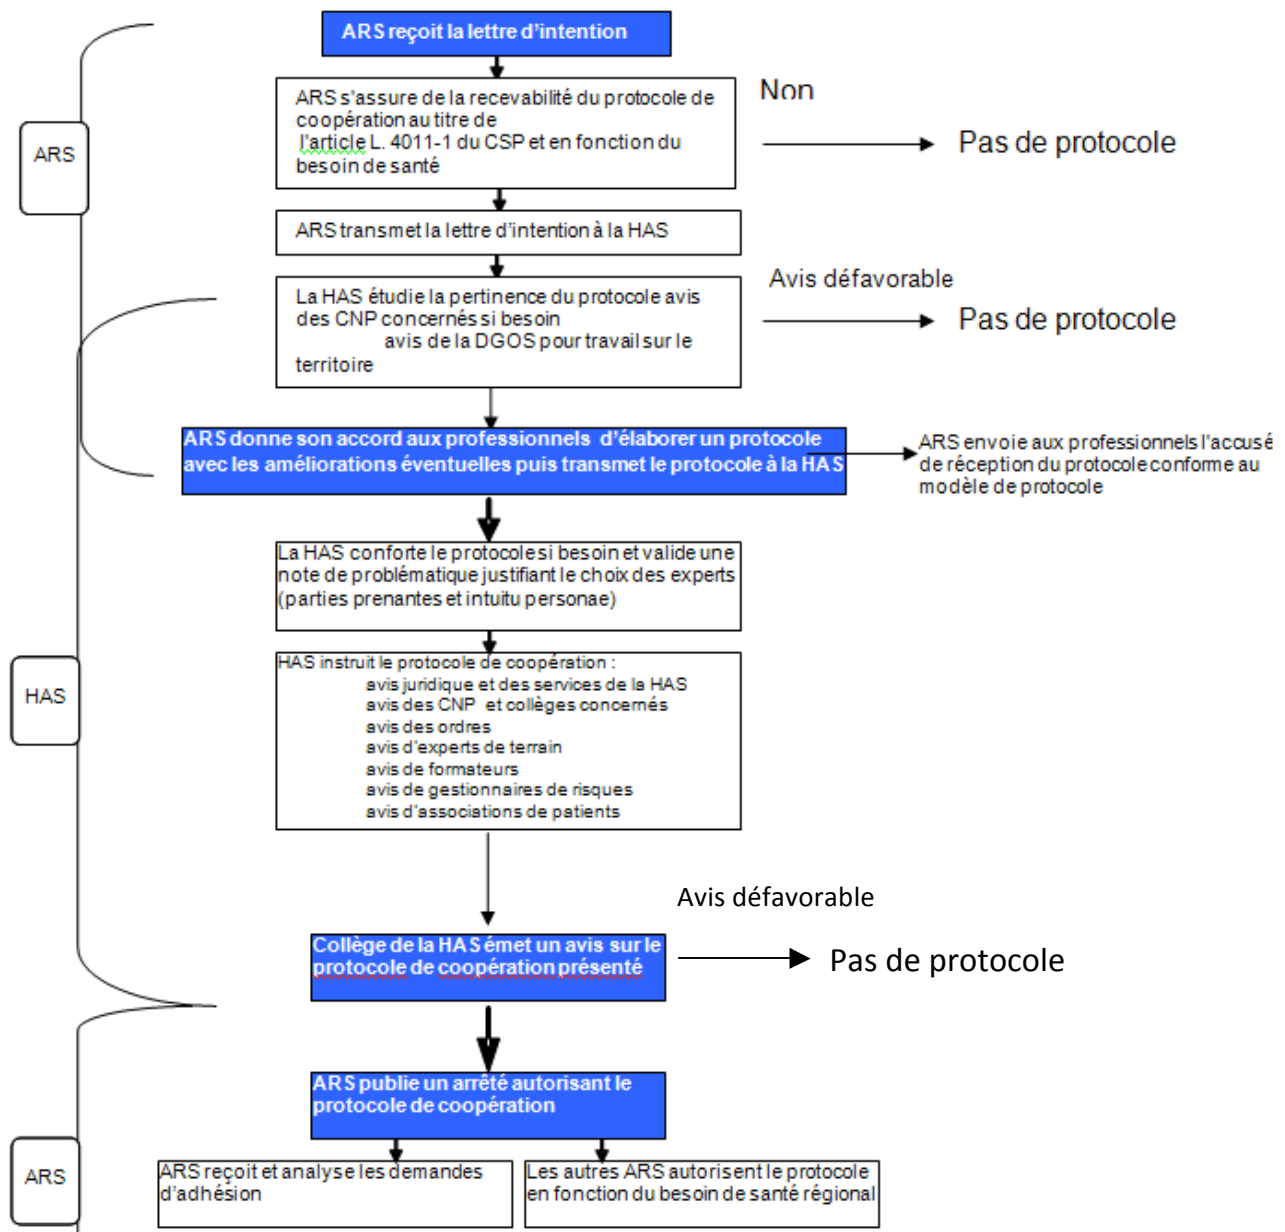 ARS reçoit la lettre d'intention
ARS s'assure de la recevabilité du protocole de
coopération au titre de
l'article L. 4011-1 du CSP et en fonction du
besoin de santé
Non
Pas de protocole
ARS
ARS transmet la lettre d'intention à la HAS
La HAS étudie la pertinence du protocole avis
des CNP concernés si besoin
avis de la DGOS pour travail sur le
territoire
Avis défavorable
Pas de protocole
ARS donne son accord aux professionnels d'élaborer un protocole
avec les améliorations éventuelles puis transmet le protocole à la HAS
ARS envoie aux professionnels l'accusé
de réception du protocole conforme au
modèle de protocole
La HAS conforte le protocole si besoin et valide une
note de problématique justifiant le choix des experts
(parties prenantes et intuitu personae)
HAS
HAS instruit le protocole de coopération :
avis juridique et des services de la HAS
avis des CNP et collèges concernés
avis des ordres
avis d'experts de terrain
avis de formateurs
avis de gestionnaires de risques
avis d'associations de patients
Avis défavorable
Collège de la HAS émet un avis sur le
protocole de coopération présenté
Pas de protocole
ARS publie un arrêté autorisant le
protocole de coopération
ARS
ARS reçoit et analyse les demandes
d'adhésion
Les autres ARS autorisent le protocole
en fonction du besoin de santé régional